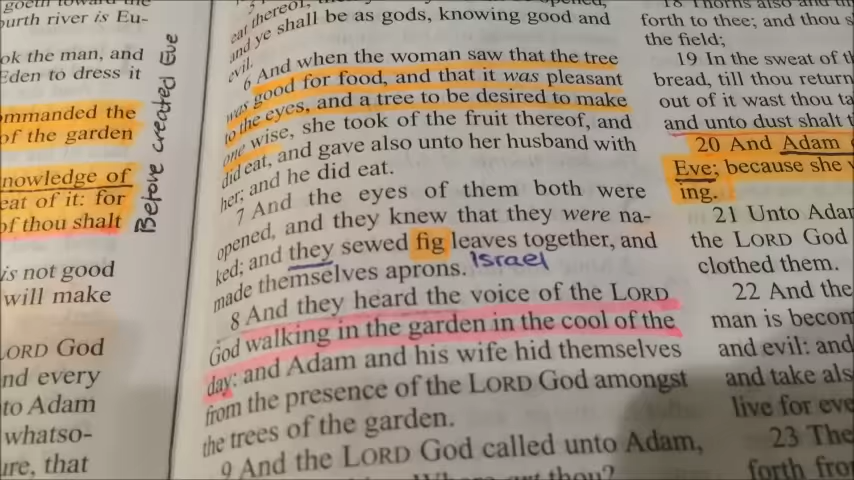 goeth toward the
ourth river is Eu-
ok the man, and
Eden to dress it
ommanded the
of the garden
nowledge of
eat of it: for
of thou shalt
is not good
will make
LORD God
nd every
to Adam
whatso-
ure, that
Before created Eve
eat thereof,
and ye shall be as gods, knowing good and
evil.
6 And when the woman saw that the tree
was good for food, and that it was pleasant
to the eyes, and a tree to be desired to make
one wise, she took of the fruit thereof, and
did eat, and gave also unto her husband with
her; and he did eat.
7 And the eyes of them both were
opened, and they knew that they were na-
ked; and they sewed fig leaves together, and
made themselves aprons.
Israel
8 And they heard the voice of the LORD
God walking in the garden in the cool of the
day: and Adam and his wife hid themselves
from the presence of the LORD God amongst
the trees of the garden.
9 And the LORD God called unto Adam,
thou?
18 Thorns also and
forth to thee; and thou s
the field;
19 In the sweat of t
bread, till thou return
out of it wast thou ta
and unto dust shalt t
20 And Adam c
Eve; because she w
ing.
21 Unto Adar
the LORD God
clothed them.
22 And the
man is becom
and evil: and
and take als
live for eve
23 The
forth fror